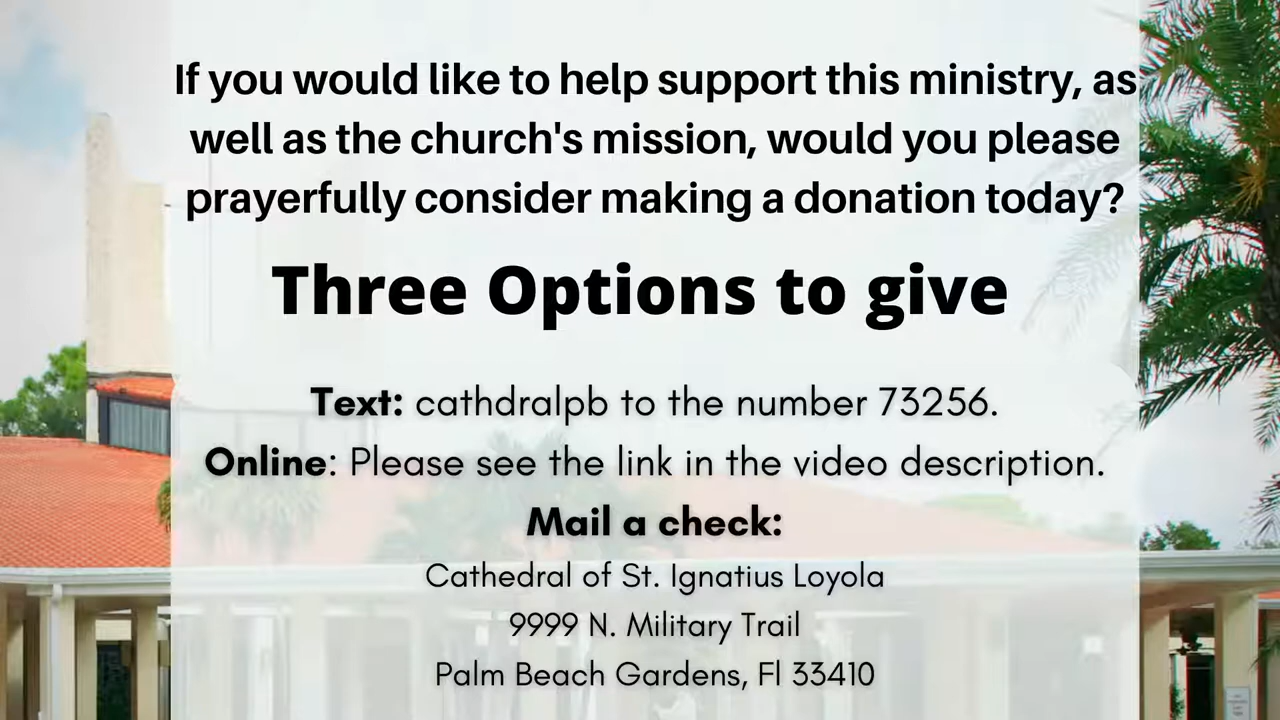 If you would like to help support this ministry, as
well as the church's mission, would you please
prayerfully consider making a donation today?
Three Options to give
Text: cathdralpb to the number 73256.
Online: Please see the link in the video description.
Mail a check:
Cathedral of St. Ignatius Loyola
9999 N. Military Trail
Palm Beach Gardens, Fl 33410